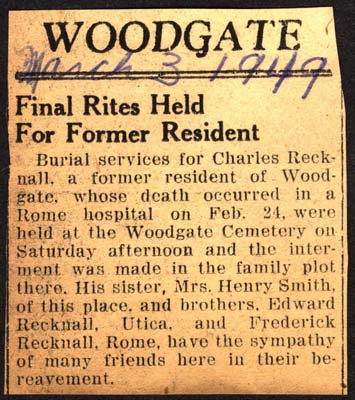 WOODGATE
March 3 1949
Final Rites Held
For Former Resident
Burial services for Charles Reck-
nall, a former resident of Wood-
gate, whose death occurred in a
Rome hospital on Feb. 24, were
held at the Woodgate Cemetery on
Saturday afternoon and the inter-
ment was made in the family plot
there. His sister, Mrs. Henry Smith,
of this place, and brothers, Edward
Recknall, Utica, and Frederick
Recknall, Rome, have the sympathy
of many friends here in their be-
reavement.